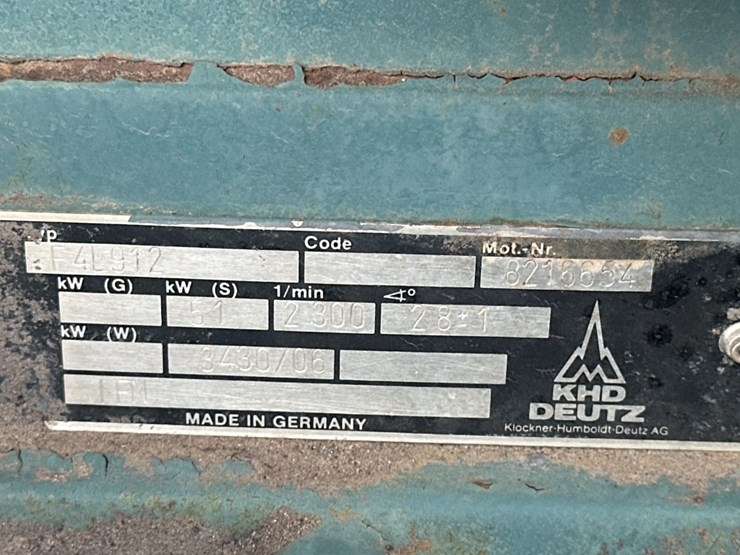 F4L912
Code
Mot.-Nr.
8216654
kW (G)
kW (S)
1/min
∢°
51
2300
28±1
kW (W)
3430/06
KHD
DEUTZ
Klöckner-Humboldt-Deutz AG
MADE IN GERMANY